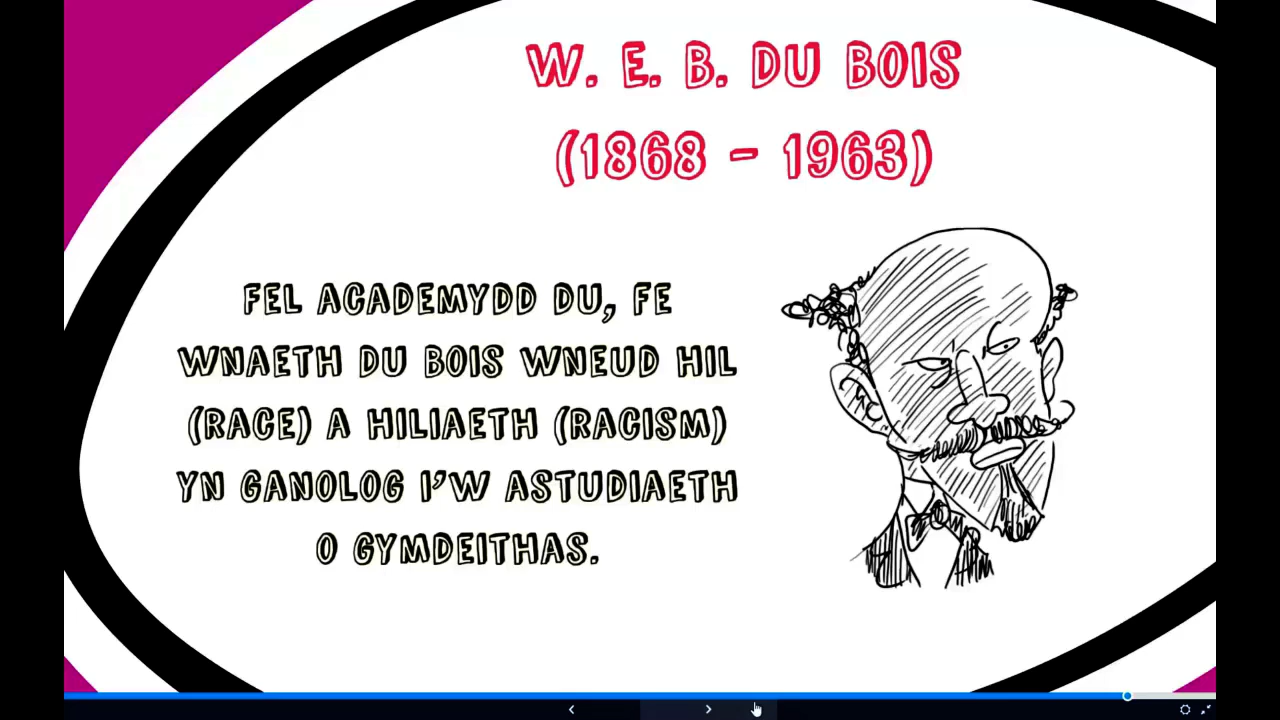 W. E. B. DU BOIS
(1868 - 1963)
FEL ACADEMYDD DU, FE
WNAETH DU BOIS WNEUD HIL
(RACE) A HILIAETH (RACISM)
YN GANOLOG I'W ASTUDIAETH
O GYMDEITHAS.